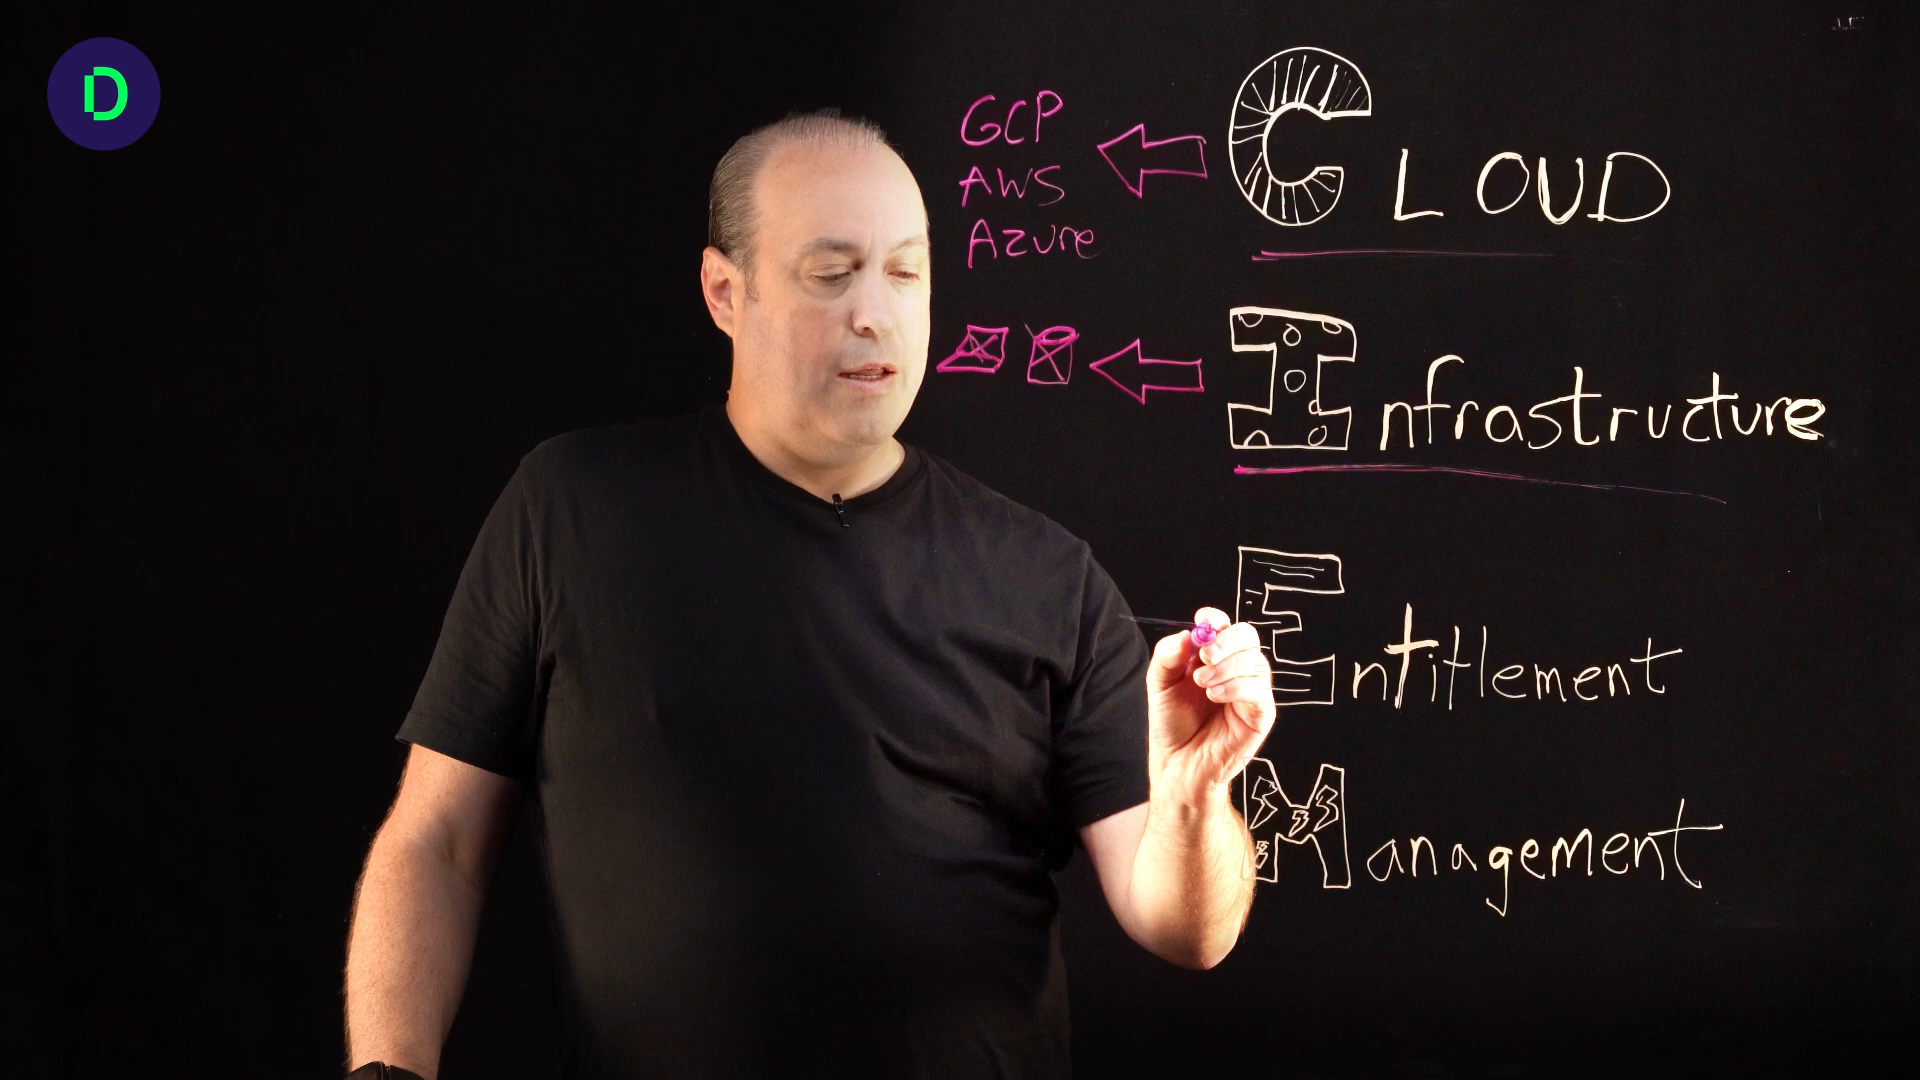 D
GCP
AWS
Azure
CLOUD
Infrastructure
Entitlement
Management